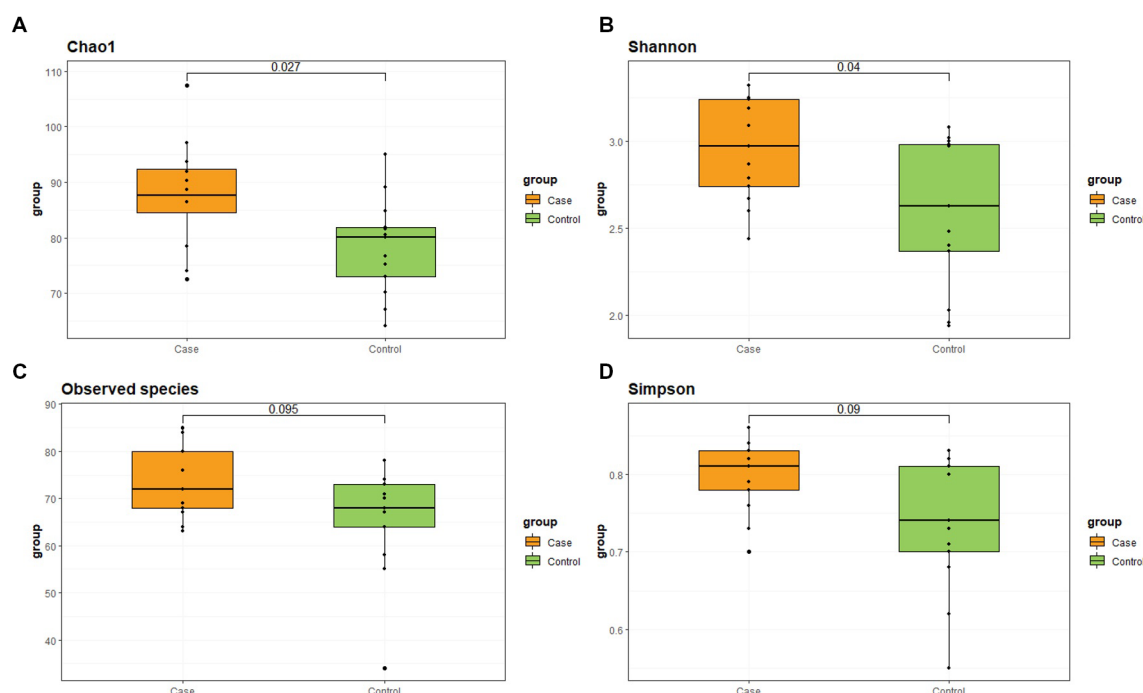 A
Chao1
0.027
110
100
90
80
70
group
Case
Control
group
Case
Control
B
Shannon
0.04
3.0
2.5
2.0
group
Case
Control
group
Case
Control
C
Observed species
0.095
90
80
70
60
50
40
group
Case
Control
group
Case
Control
D
Simpson
0.09
0.8
0.7
0.6
group
Case
Control
group
Case
Control